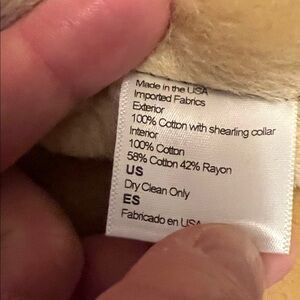 Made in the USA
Imported Fabrics
Exterior
100% Cotton with shearling collar
Interior
100% Cotton
58% Cotton 42% Rayon
US
Dry Clean Only
ES
Fabricado en USA